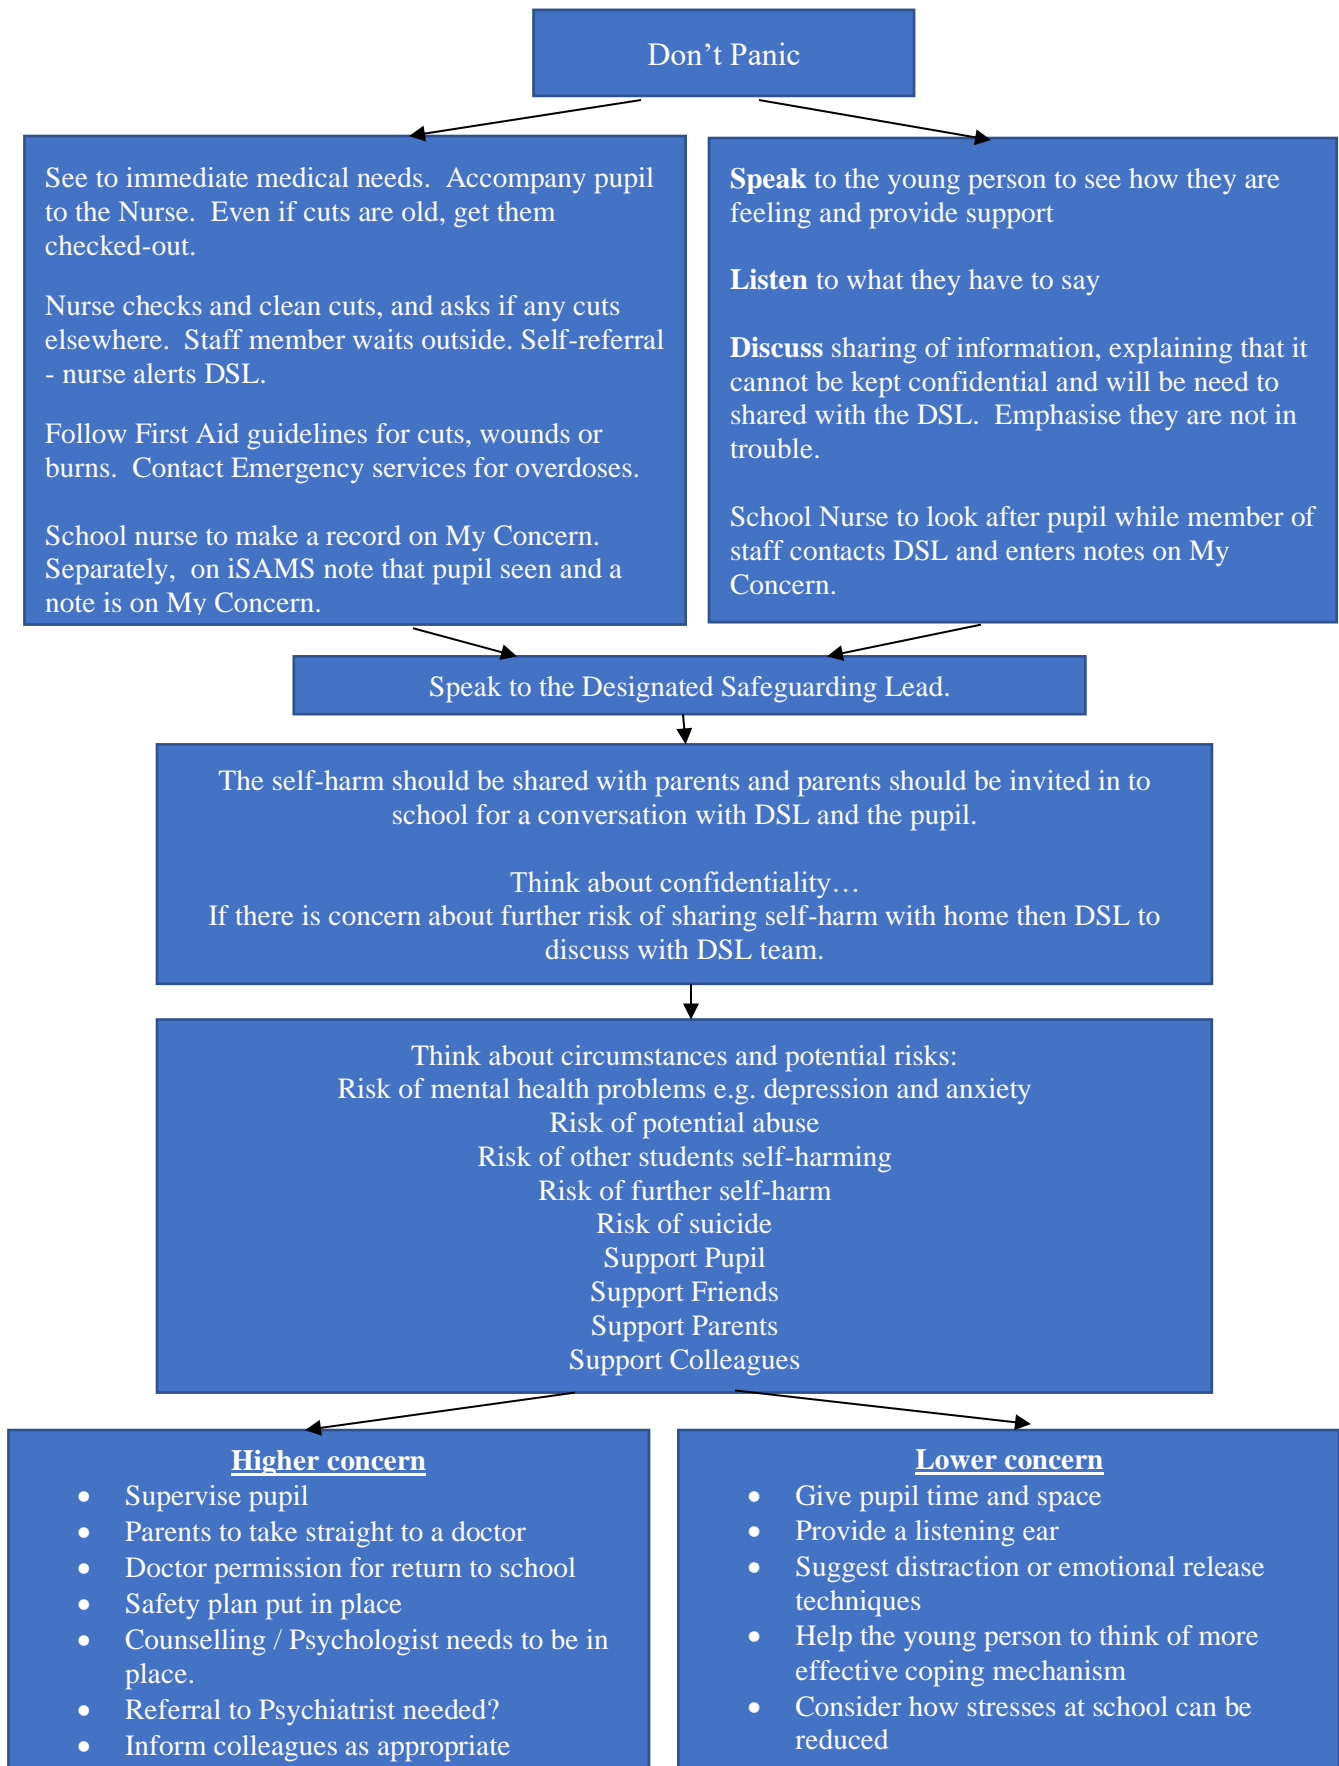 Don’t Panic
See to immediate medical needs.  Accompany pupil
to the Nurse.  Even if cuts are old, get them
checked-out.
Nurse checks and clean cuts, and asks if any cuts
elsewhere.  Staff member waits outside. Self-referral
- nurse alerts DSL.
Follow First Aid guidelines for cuts, wounds or
burns.  Contact Emergency services for overdoses.
School nurse to make a record on My Concern.
Separately,  on iSAMS note that pupil seen and a
note is on My Concern.
Speak to the young person to see how they are
feeling and provide support
Listen to what they have to say
Discuss sharing of information, explaining that it
cannot be kept confidential and will be need to
shared with the DSL.  Emphasise they are not in
trouble.
School Nurse to look after pupil while member of
staff contacts DSL and enters notes on My
Concern.
Speak to the Designated Safeguarding Lead.
The self-harm should be shared with parents and parents should be invited in to
school for a conversation with DSL and the pupil.
Think about confidentiality…
If there is concern about further risk of sharing self-harm with home then DSL to
discuss with DSL team.
Think about circumstances and potential risks:
Risk of mental health problems e.g. depression and anxiety
Risk of potential abuse
Risk of other students self-harming
Risk of further self-harm
Risk of suicide
Support Pupil
Support Friends
Support Parents
Support Colleagues
Higher concern
• Supervise pupil
• Parents to take straight to a doctor
• Doctor permission for return to school
• Safety plan put in place
• Counselling / Psychologist needs to be in
place.
• Referral to Psychiatrist needed?
• Inform colleagues as appropriate
Lower concern
• Give pupil time and space
• Provide a listening ear
• Suggest distraction or emotional release
techniques
• Help the young person to think of more
effective coping mechanism
• Consider how stresses at school can be
reduced